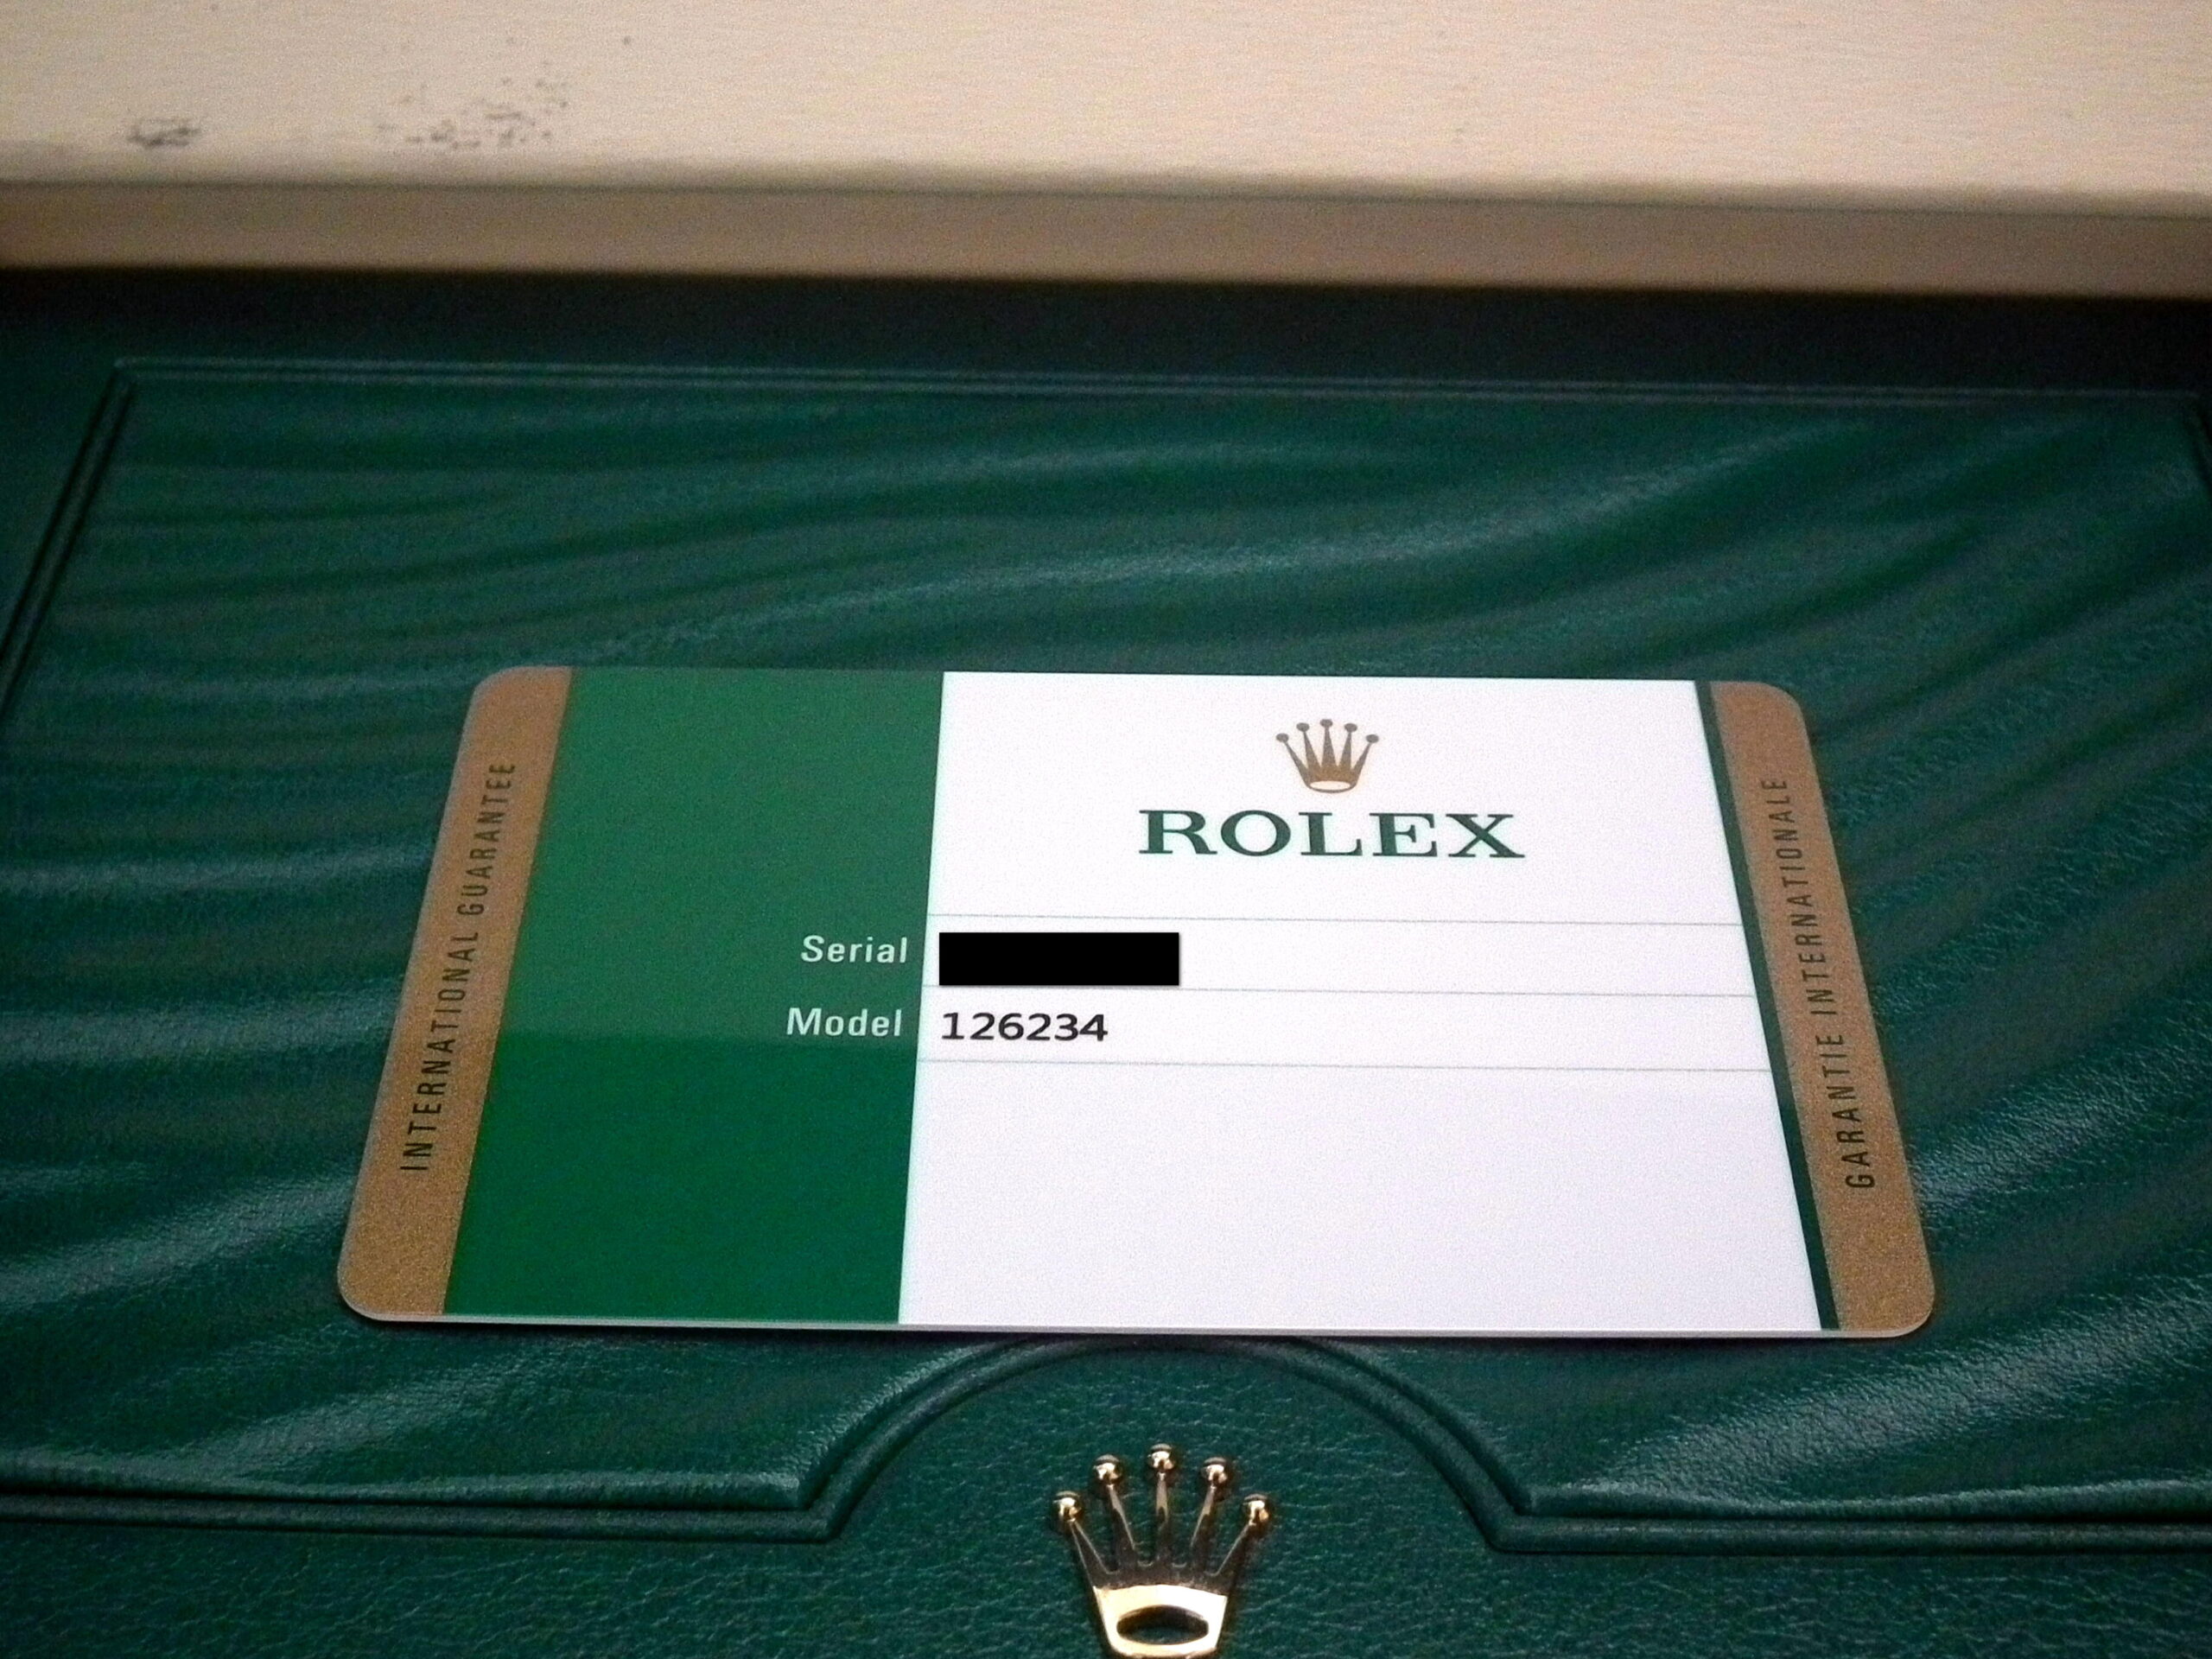 INTERNATIONAL GUARANTEE
ROLEX
Serial
Model 126234
GARANTIE INTERNATIONALE